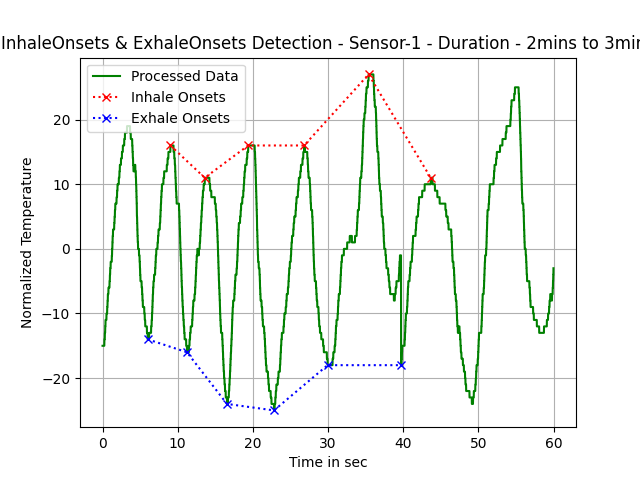 InhaleOnsets & ExhaleOnsets Detection - Sensor-1 - Duration - 2mins to 3min
Processed Data
Inhale Onsets
Exhale Onsets
Normalized Temperature
20
10
0
−10
−20
0 10 20 30 40 50 60
Time in sec